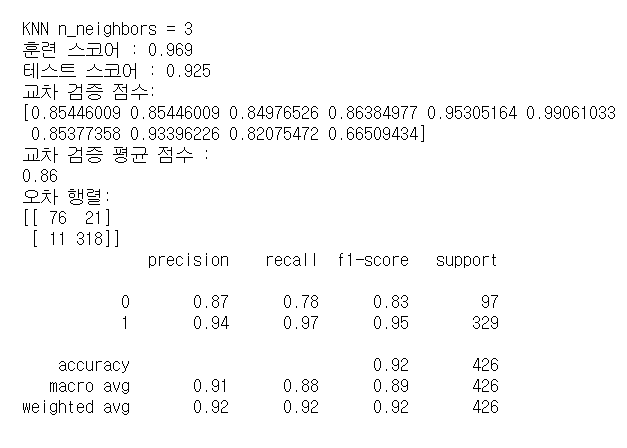 KNN n_neighbors = 3
훈련 스코어 : 0.969
테스트 스코어 : 0.925
교차 검증 점수:
[0.85446009 0.85446009 0.84976526 0.86384977 0.95305164 0.99061033
 0.85377358 0.93396226 0.82075472 0.66509434]
교차 검증 평균 점수 :
0.86
오차 행렬:
[[ 76  21]
 [ 11 318]]
              precision    recall  f1-score   support

           0       0.87      0.78      0.83        97
           1       0.94      0.97      0.95       329

    accuracy                           0.92       426
   macro avg       0.91      0.88      0.89       426
weighted avg       0.92      0.92      0.92       426